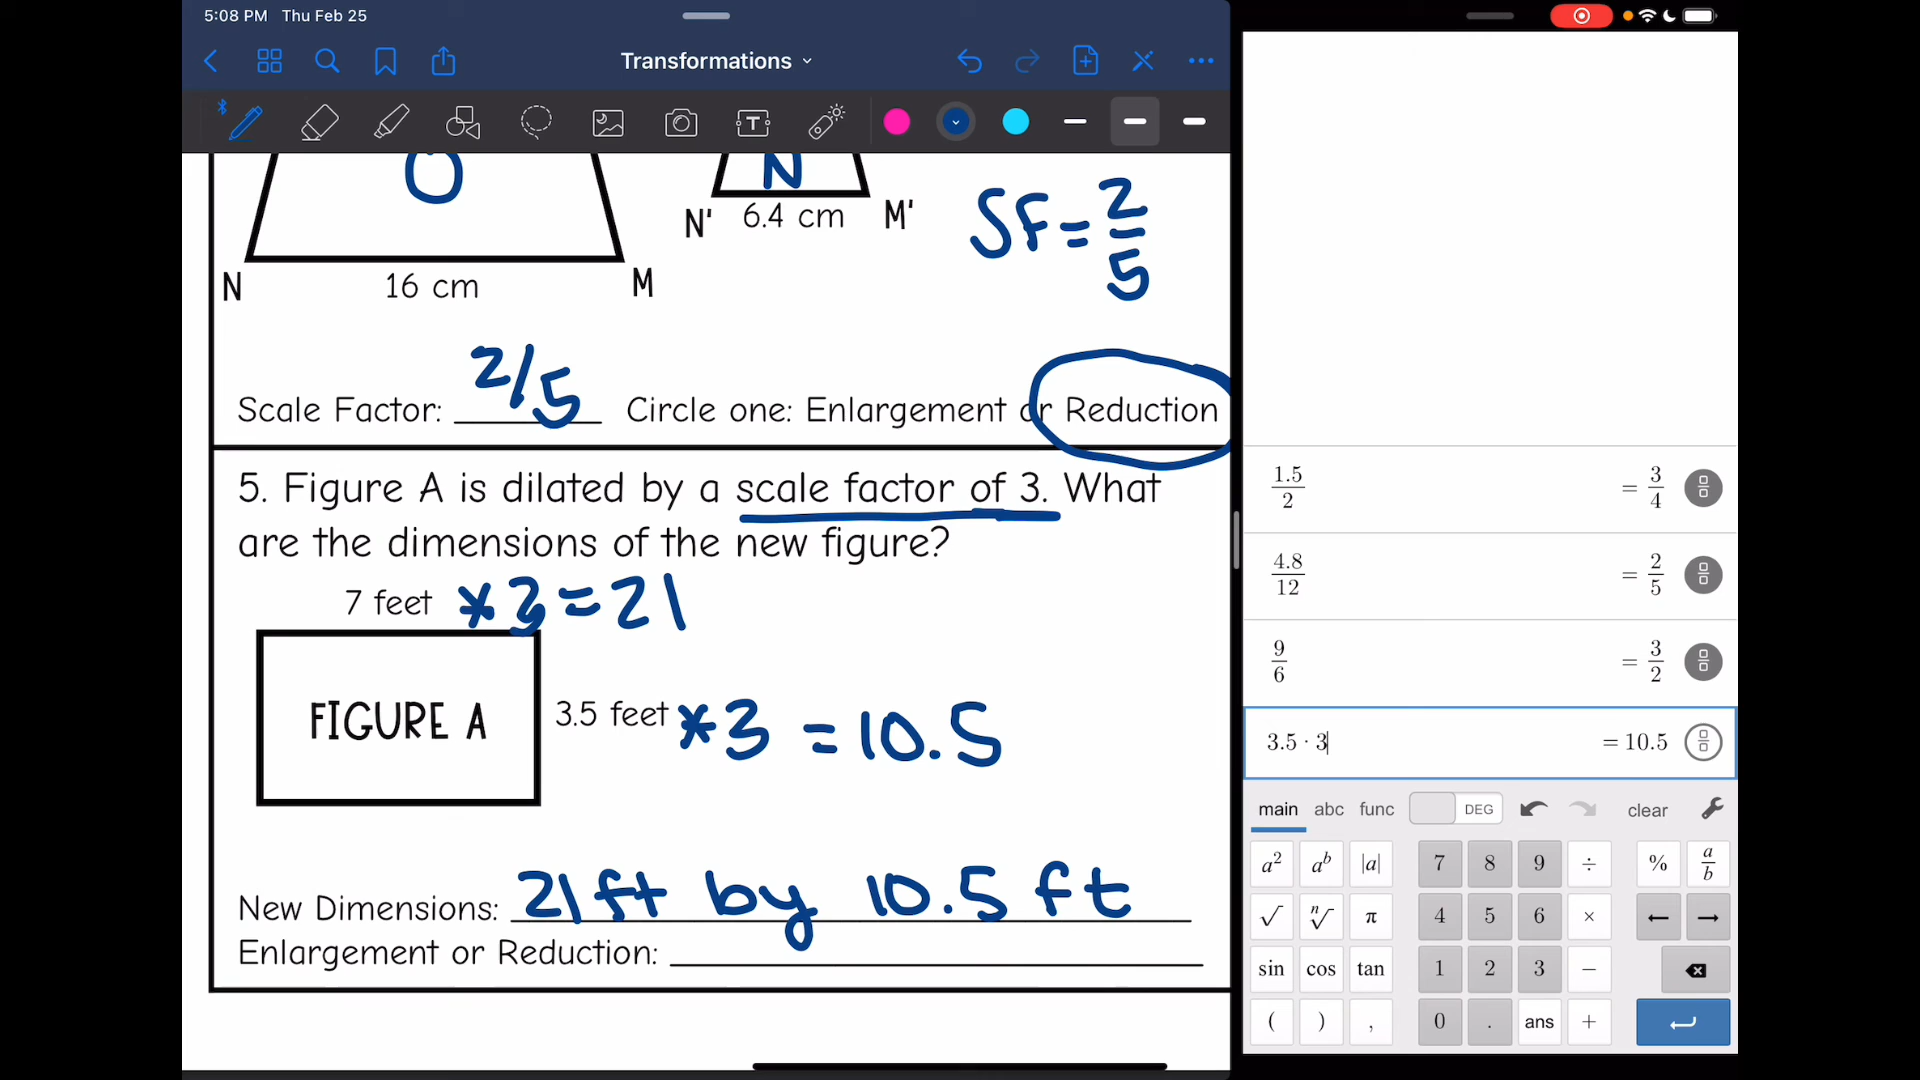 5:08 PM Thu Feb 25
Transformations
T
O
N
N' 6.4 cm M'
SF = 2/5
N 16 cm M
Scale Factor: 2/5 Circle one: Enlargement or Reduction
5. Figure A is dilated by a scale factor of 3. What
are the dimensions of the new figure?
7 feet *3=21
FIGURE A
3.5 feet *3 = 10.5
New Dimensions: 21ft by 10.5 ft
Enlargement or Reduction:
1.5/2 = 3/4
4.8/12 = 2/5
9/6 = 3/2
3.5 · 3 = 10.5
main abc func DEG clear
a² aᵇ |a| 7 8 9 ÷ % a/b
√ ⁿ√ π 4 5 6 × ← →
sin cos tan 1 2 3 −
( ) , 0 . ans +